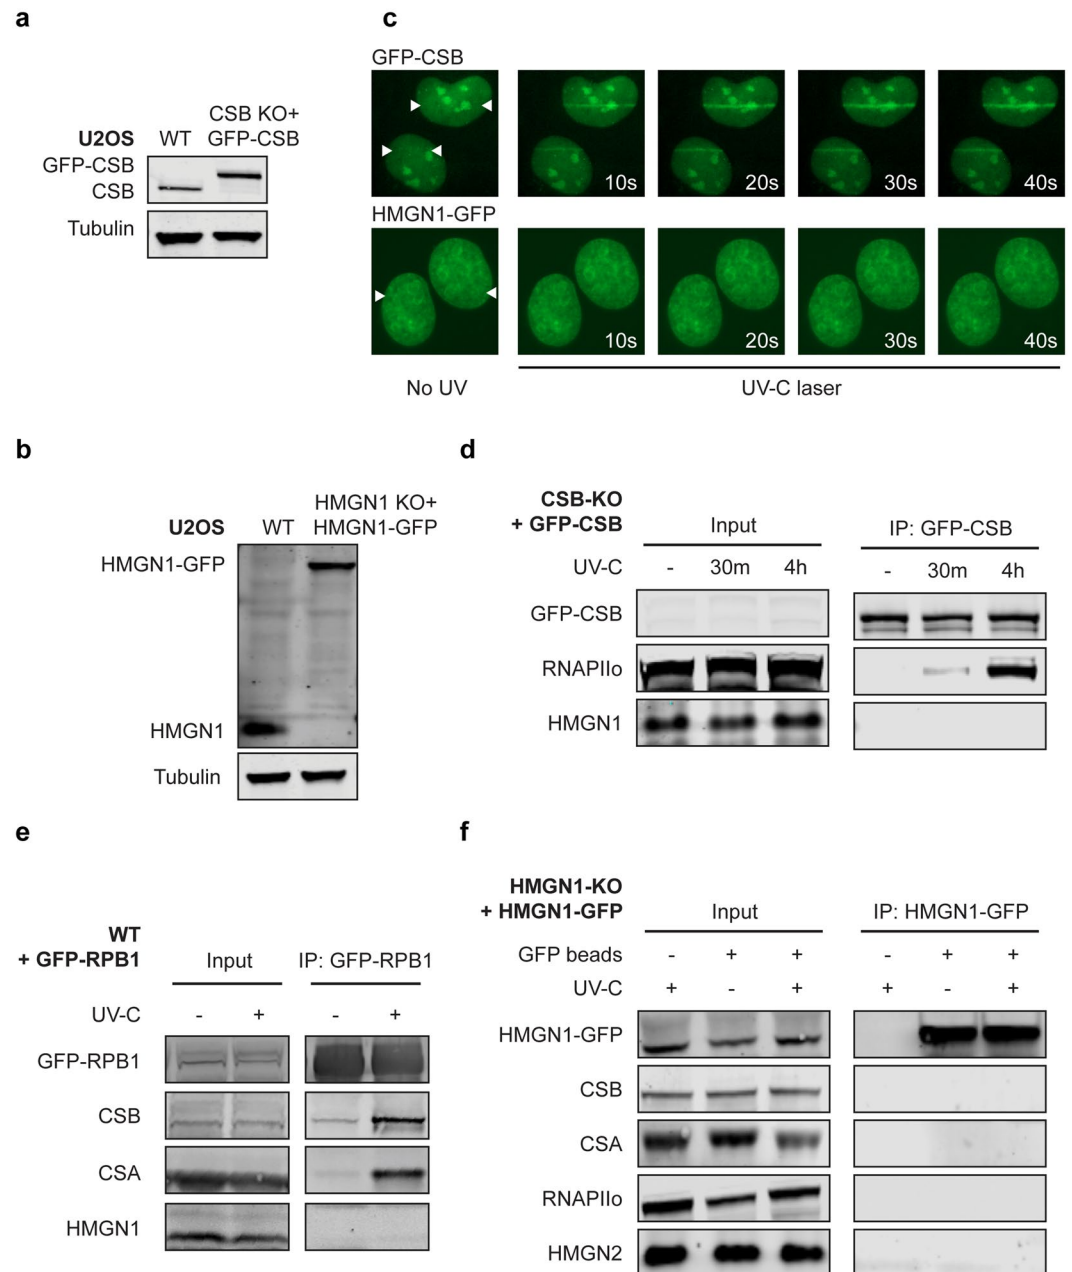 a
CSB KO+
U2OS WT GFP-CSB
GFP-CSB
CSB
Tubulin
c
GFP-CSB
10s 20s 30s 40s
HMGN1-GFP
10s 20s 30s 40s
No UV UV-C laser
b
HMGN1 KO+
U2OS WT HMGN1-GFP
HMGN1-GFP
HMGN1
Tubulin
d
CSB-KO
+ GFP-CSB Input IP: GFP-CSB
UV-C - 30m 4h - 30m 4h
GFP-CSB
RNAPIIo
HMGN1
e
WT
+ GFP-RPB1 Input IP: GFP-RPB1
UV-C - + - +
GFP-RPB1
CSB
CSA
HMGN1
f
HMGN1-KO
+ HMGN1-GFP Input IP: HMGN1-GFP
GFP beads - + + - + +
UV-C + - + + - +
HMGN1-GFP
CSB
CSA
RNAPIIo
HMGN2